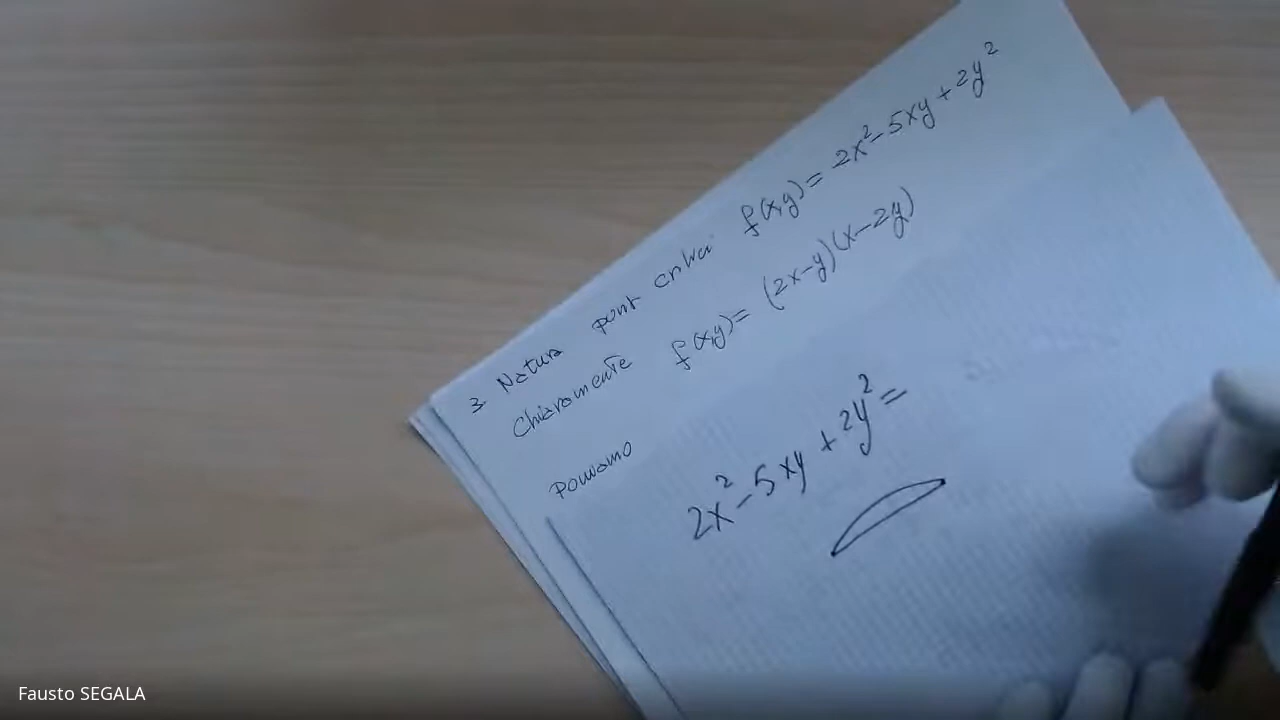 3. Natura punti critici f(x,y) = 2x² - 5xy + 2y²
Chiaramente f(x,y) = (2x-y)(x-2y)
Poniamo
2x² - 5xy + 2y² =
Fausto SEGALA